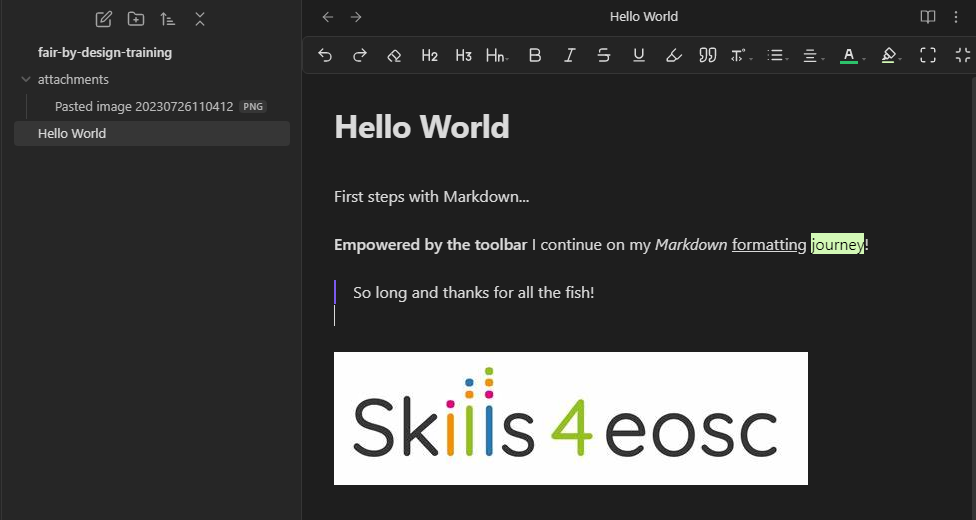 Hello World
fair-by-design-training
attachments
Pasted image 20230726110412 PNG
Hello World
H2 H3 Hn B I S U T A
Hello World
First steps with Markdown...
Empowered by the toolbar I continue on my Markdown formatting journey!
So long and thanks for all the fish!
Skills 4 eosc